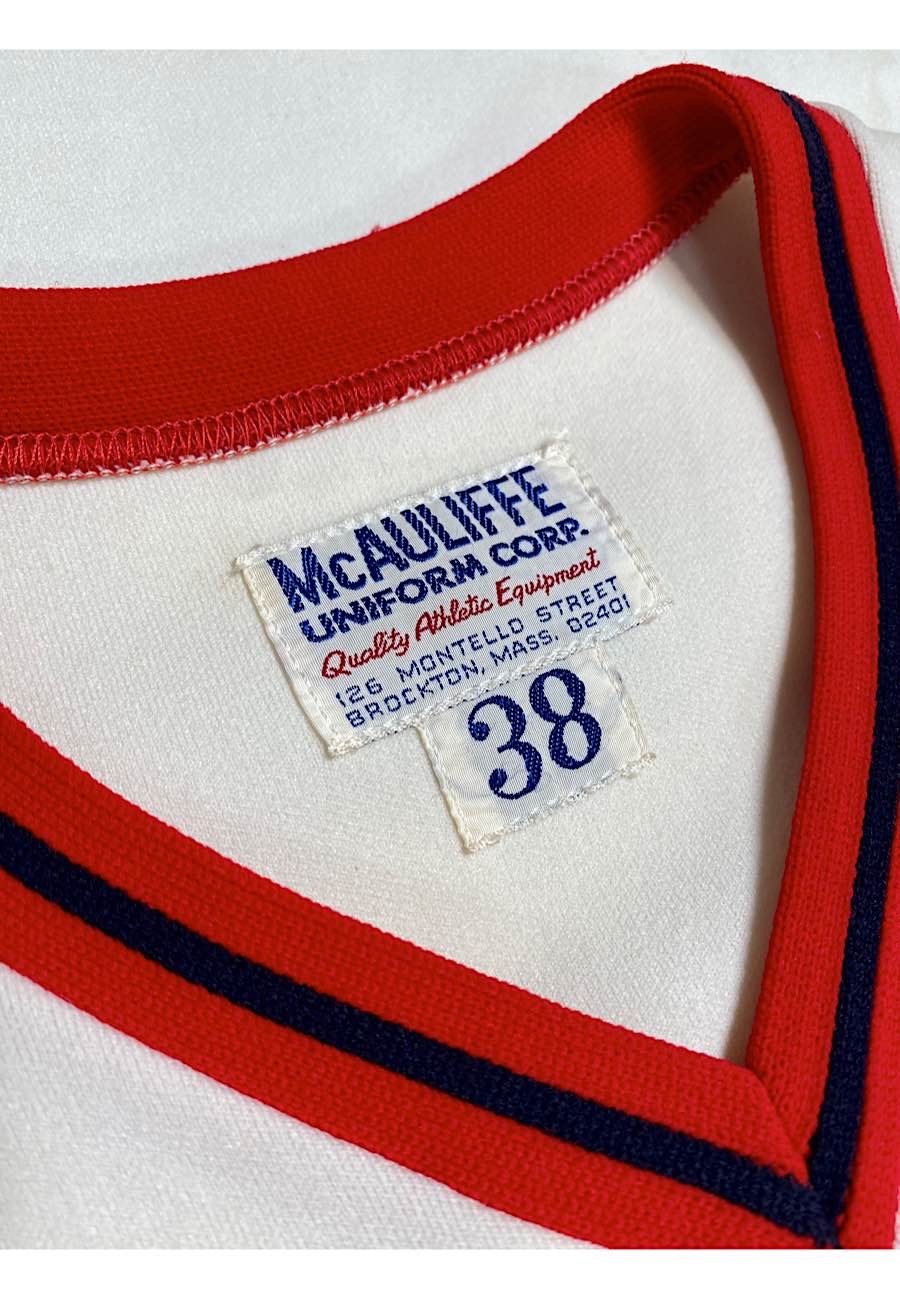 McAULIFFE
UNIFORM CORP.
Quality Athletic Equipment
126 MONTELLO STREET
BROCKTON, MASS. 02401
38